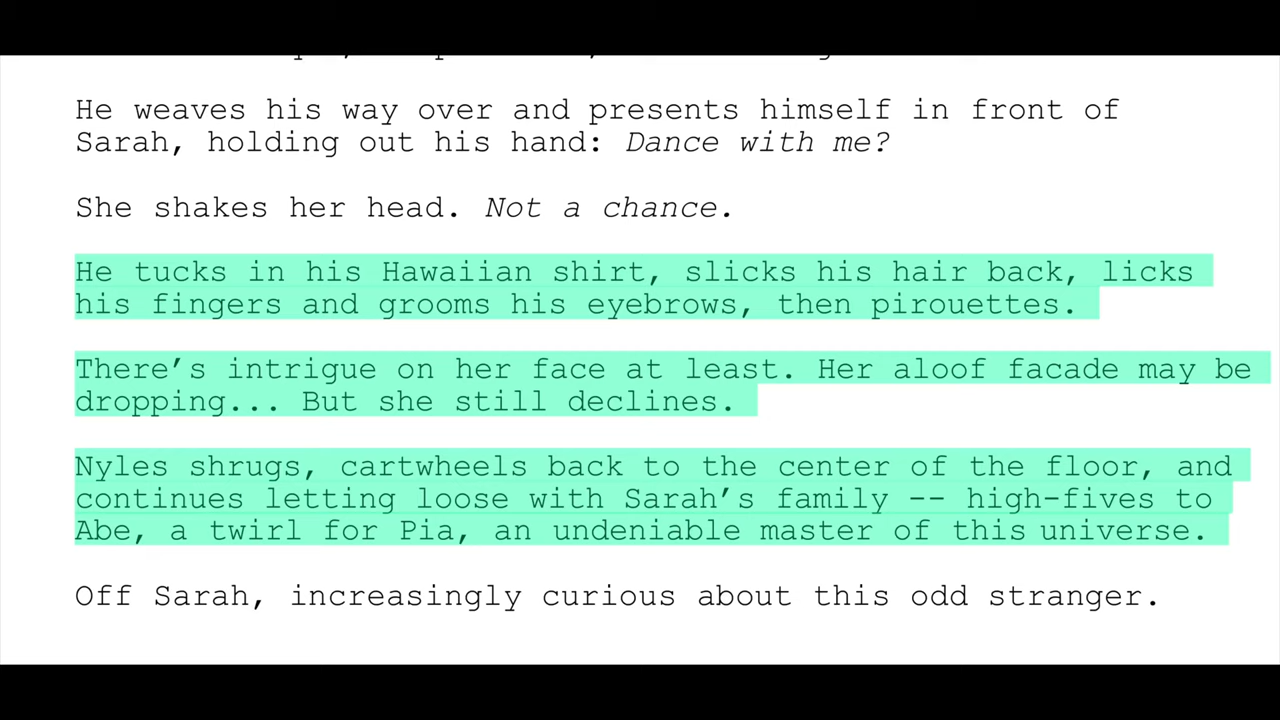 He weaves his way over and presents himself in front of
Sarah, holding out his hand: Dance with me?
She shakes her head. Not a chance.
He tucks in his Hawaiian shirt, slicks his hair back, licks
his fingers and grooms his eyebrows, then pirouettes.
There’s intrigue on her face at least. Her aloof facade may be
dropping... But she still declines.
Nyles shrugs, cartwheels back to the center of the floor, and
continues letting loose with Sarah’s family -- high-fives to
Abe, a twirl for Pia, an undeniable master of this universe.
Off Sarah, increasingly curious about this odd stranger.